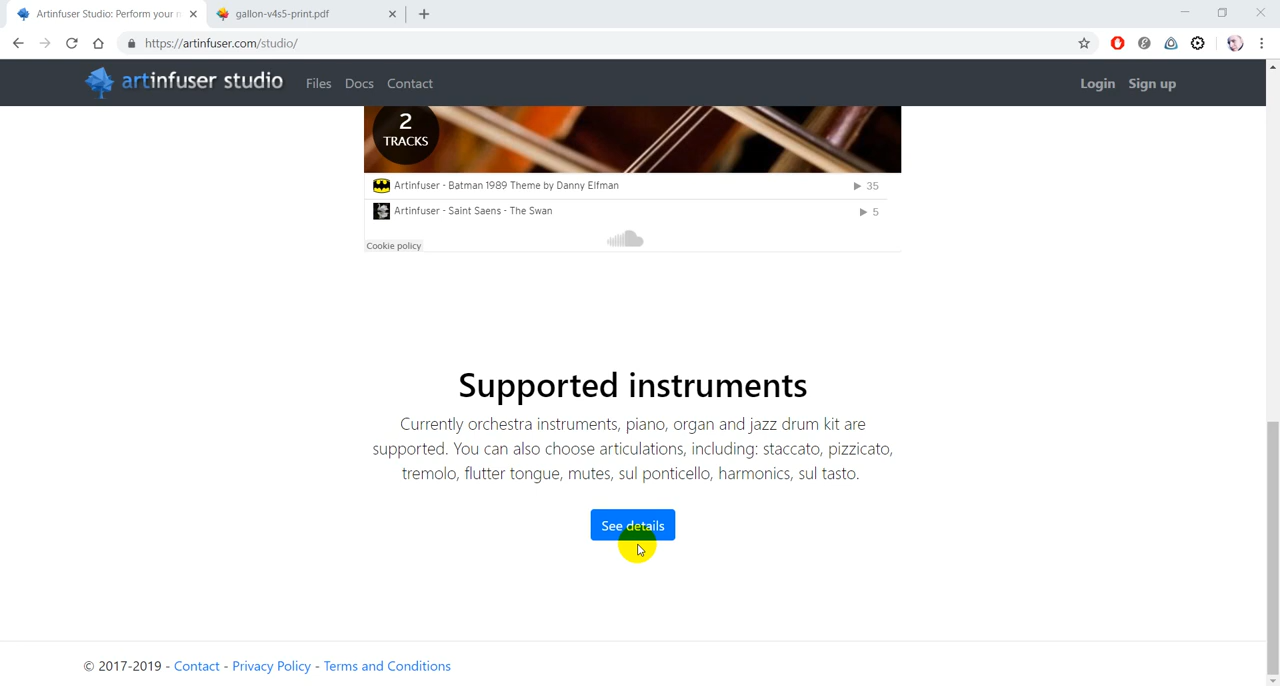 Artinfuser Studio: Perform your
gallon-v4s5-print.pdf
https://artinfuser.com/studio/
artinfuser studio
Files
Docs
Contact
Login
Sign up
2
TRACKS
Artinfuser - Batman 1989 Theme by Danny Elfman
35
Artinfuser - Saint Saens - The Swan
5
Cookie policy
Supported instruments
Currently orchestra instruments, piano, organ and jazz drum kit are
supported. You can also choose articulations, including: staccato, pizzicato,
tremolo, flutter tongue, mutes, sul ponticello, harmonics, sul tasto.
See details
© 2017-2019 - Contact - Privacy Policy - Terms and Conditions